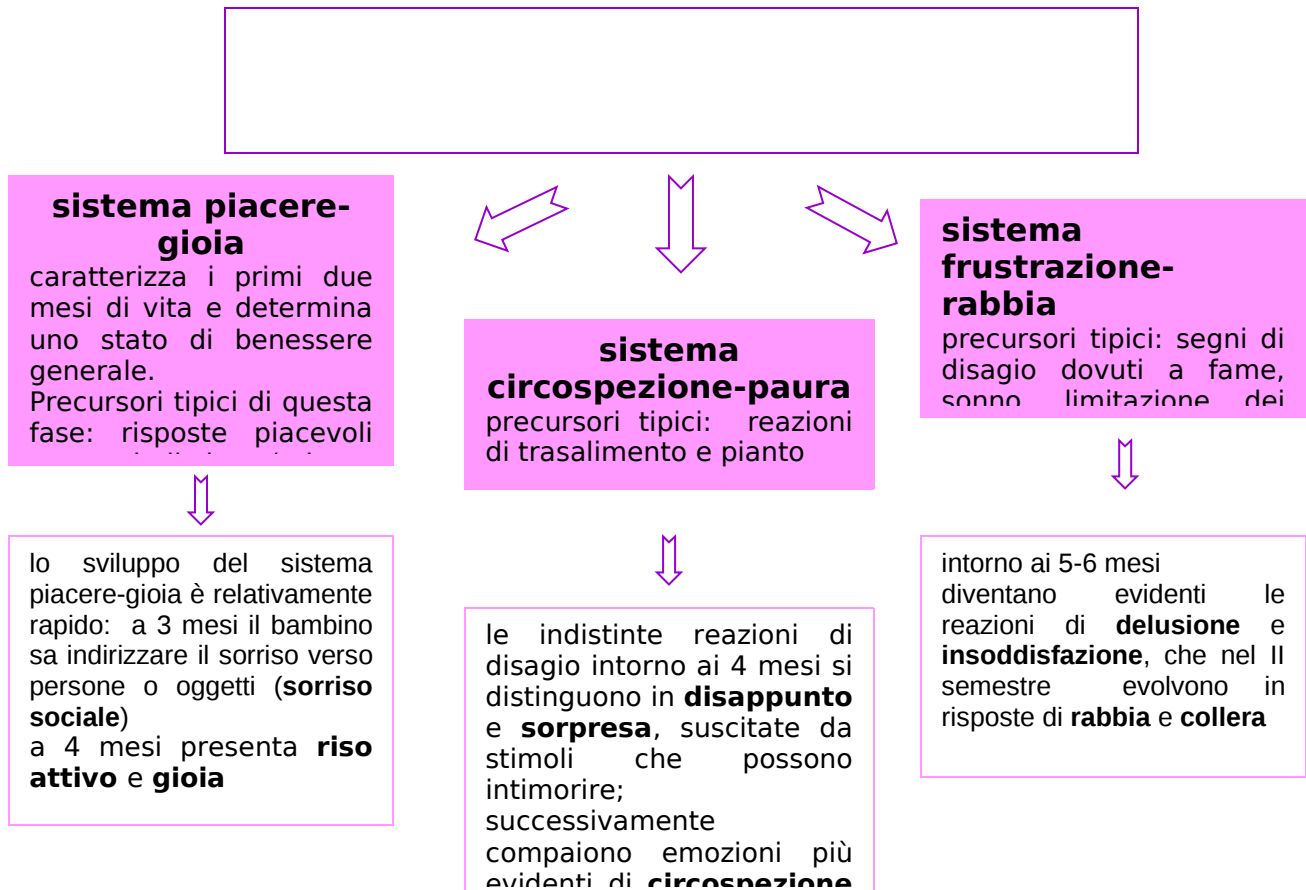 sistema piacere-
gioia
caratterizza i primi due
mesi di vita e determina
uno stato di benessere
generale.
Precursori tipici di questa
fase: risposte piacevoli
sistema
circospezione-paura
precursori tipici: reazioni
di trasalimento e pianto
sistema
frustrazione-
rabbia
precursori tipici: segni di
disagio dovuti a fame,
sonno, limitazione dei
lo sviluppo del sistema
piacere-gioia è relativamente
rapido: a 3 mesi il bambino
sa indirizzare il sorriso verso
persone o oggetti (sorriso
sociale)
a 4 mesi presenta riso
attivo e gioia
le indistinte reazioni di
disagio intorno ai 4 mesi si
distinguono in disappunto
e sorpresa, suscitate da
stimoli che possono
intimorire;
successivamente
compaiono emozioni più
evidenti di circospezione
intorno ai 5-6 mesi
diventano evidenti le
reazioni di delusione e
insoddisfazione, che nel II
semestre evolvono in
risposte di rabbia e collera